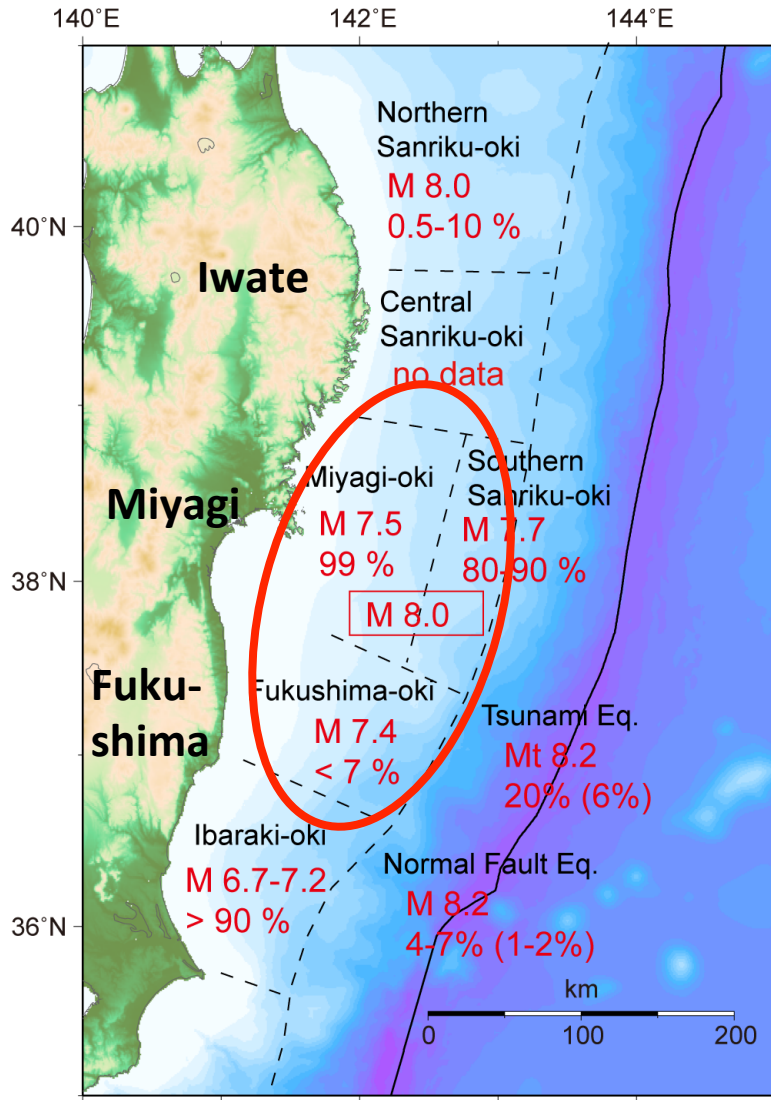 140°E
142°E
144°E
Northern
Sanriku-oki
M 8.0
0.5-10 %
40°N
Iwate
Central
Sanriku-oki
no data
Miyagi-oki
M 7.5
99 %
Southern
Sanriku-oki
M 7.7
80-90 %
Miyagi
38°N
M 8.0
Fuku-
shima
Fukushima-oki
M 7.4
< 7 %
Tsunami Eq.
Mt 8.2
20% (6%)
Ibaraki-oki
M 6.7-7.2
> 90 %
Normal Fault Eq.
M 8.2
4-7% (1-2%)
36°N
km
0
100
200